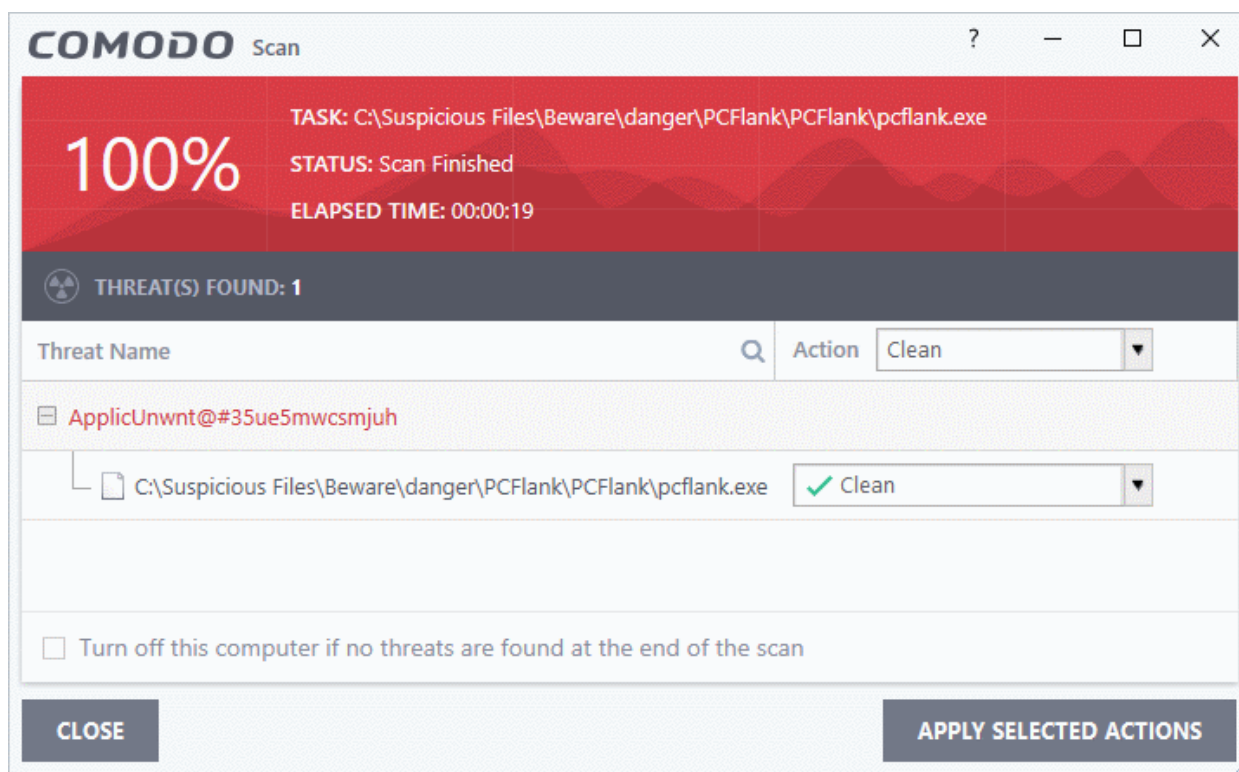 COMODO Scan ?
TASK: C:\Suspicious Files\Beware\danger\PCFlank\PCFlank\pcflank.exe
100%
STATUS: Scan Finished
ELAPSED TIME: 00:00:19
THREAT(S) FOUND: 1
Threat Name Action Clean
ApplicUnwnt@#35ue5mwcsmjuh
C:\Suspicious Files\Beware\danger\PCFlank\PCFlank\pcflank.exe Clean
Turn off this computer if no threats are found at the end of the scan
CLOSE APPLY SELECTED ACTIONS